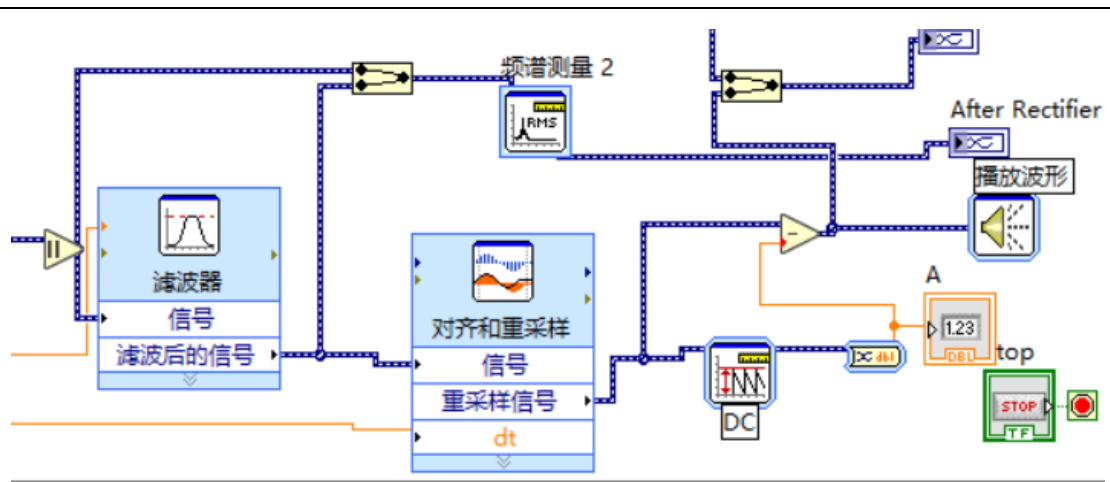 频谱测量 2
RMS
After Rectifier
播放波形
滤波器
信号
滤波后的信号
对齐和重采样
信号
重采样信号
dt
DC
dbl
A
1.23
DBL
top
STOP
TF